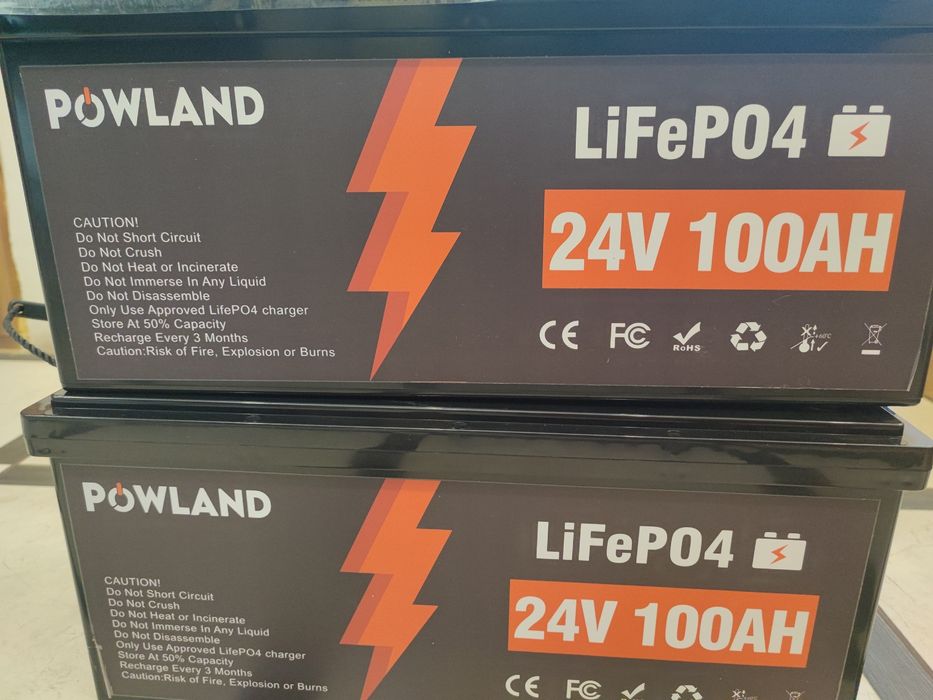 POWLAND
LiFePO4
24V 100AH
CAUTION!
Do Not Short Circuit
Do Not Crush
Do Not Heat or Incinerate
Do Not Immerse In Any Liquid
Do Not Disassemble
Only Use Approved LifePO4 charger
Store At 50% Capacity
Recharge Every 3 Months
Caution:Risk of Fire, Explosion or Burns
CE FC RoHS +60℃
POWLAND
LiFePO4
24V 100AH
CAUTION!
Do Not Short Circuit
Do Not Crush
Do Not Heat or Incinerate
Do Not Immerse In Any Liquid
Do Not Disassemble
Only Use Approved LifePO4 charger
Store At 50% Capacity
Recharge Every 3 Months
Caution:Risk of Fire, Explosion or Burns
CE FC